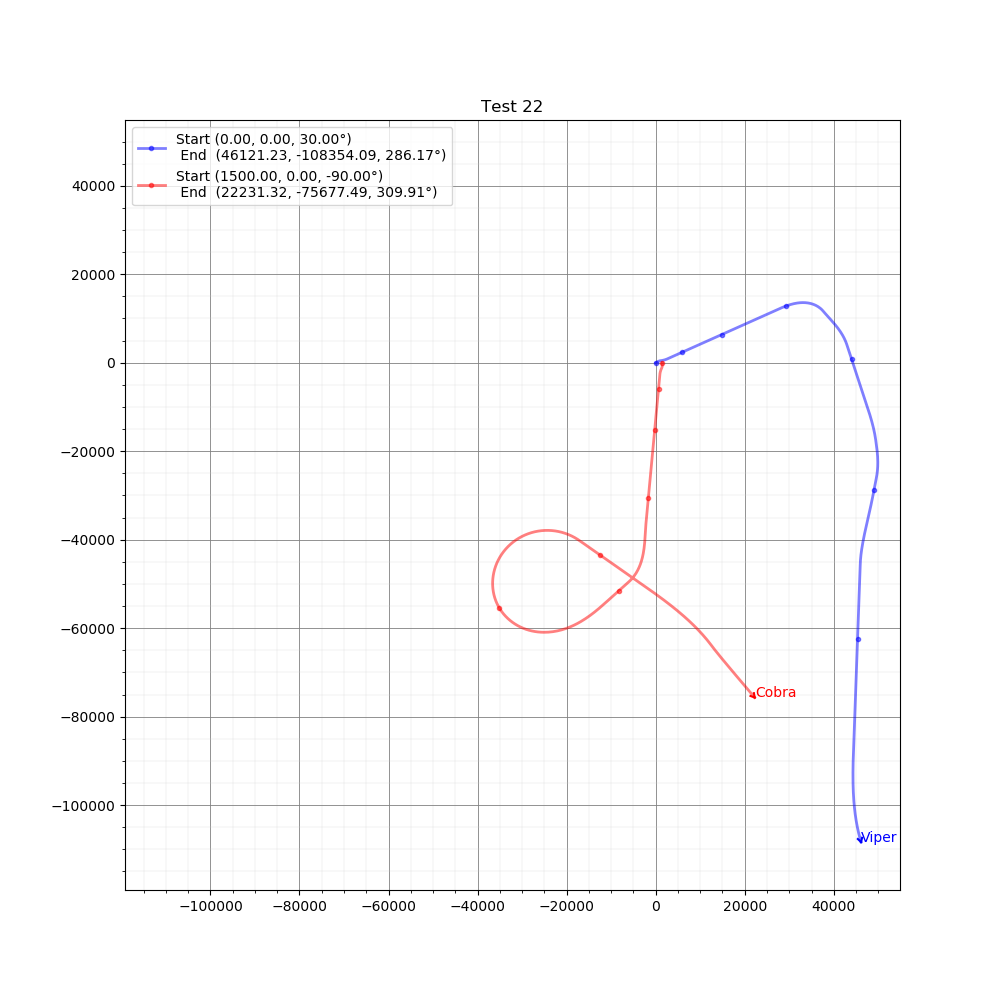 Test 22
Start (0.00, 0.00, 30.00°)
End  (46121.23, -108354.09, 286.17°)
Start (1500.00, 0.00, -90.00°)
End  (22231.32, -75677.49, 309.91°)
40000
20000
0
−20000
−40000
−60000
−80000
−100000
Cobra
Viper
−100000 −80000 −60000 −40000 −20000 0 20000 40000